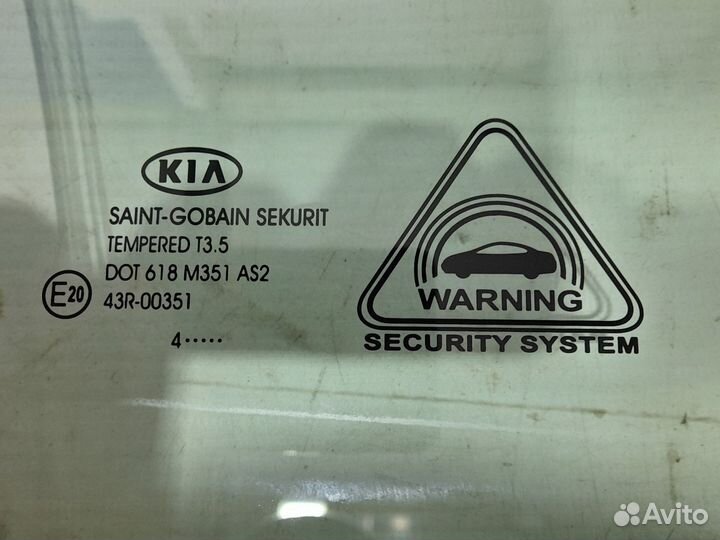 KIA
SAINT-GOBAIN SEKURIT
TEMPERED T3.5
DOT 618 M351 AS2
E20 43R-00351
4.....
WARNING
SECURITY SYSTEM
Avito